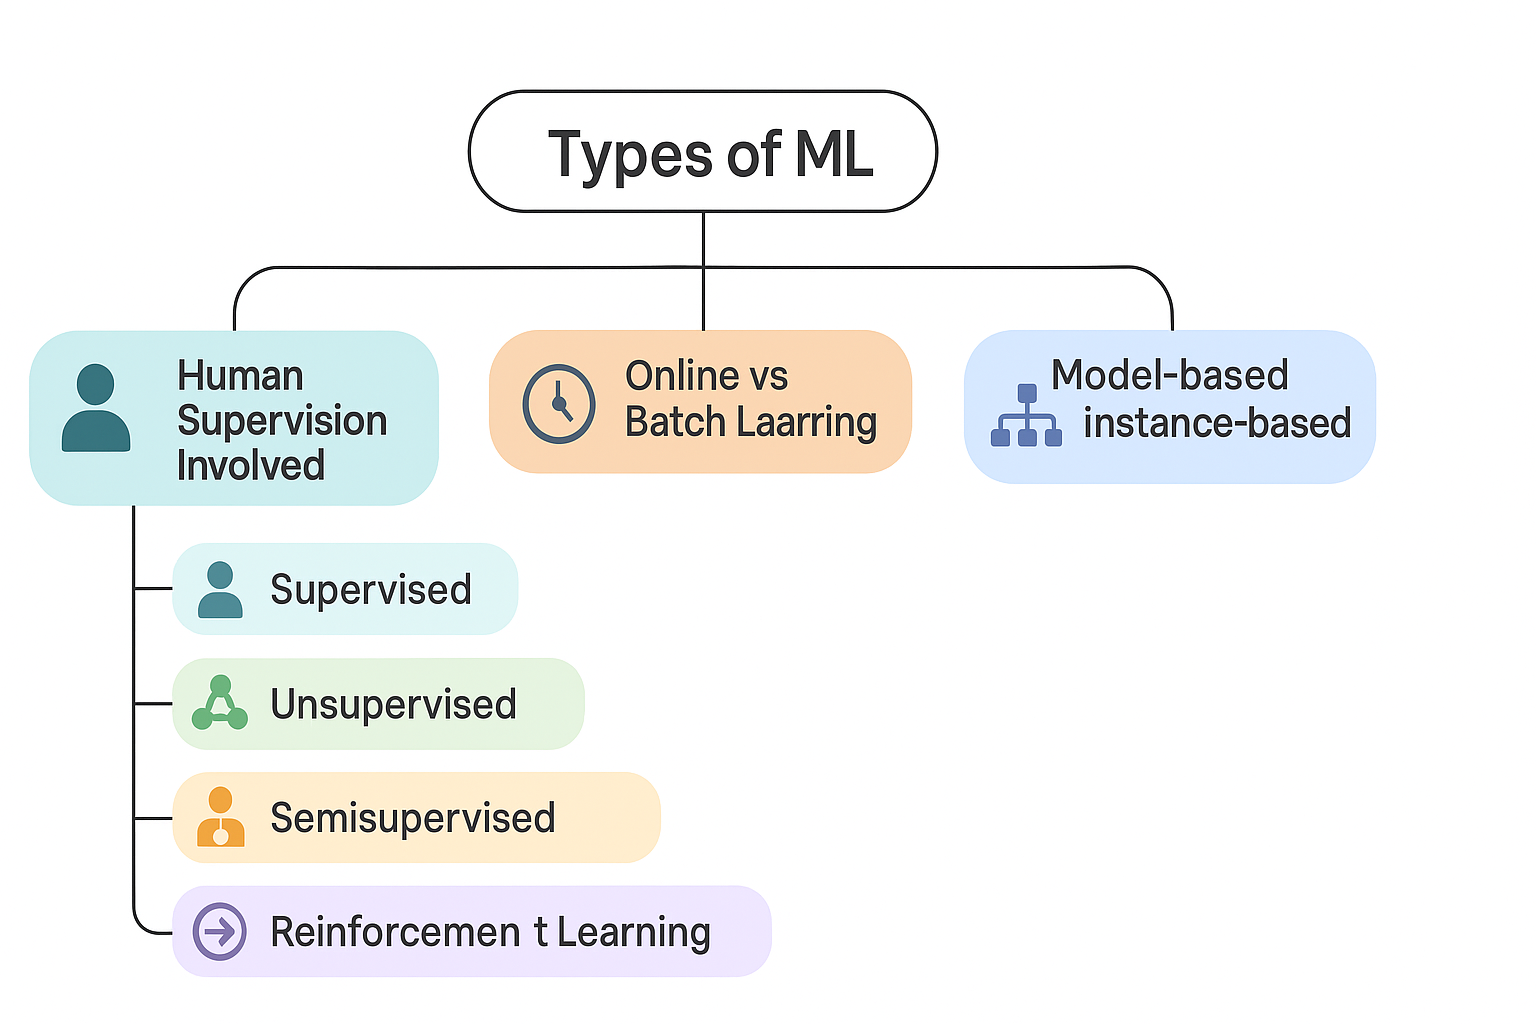 Types of ML
Human
Supervision
Involved
Online vs
Batch Laarring
Model-based
instance-based
Supervised
Unsupervised
Semisupervised
Reinforcemen t Learning